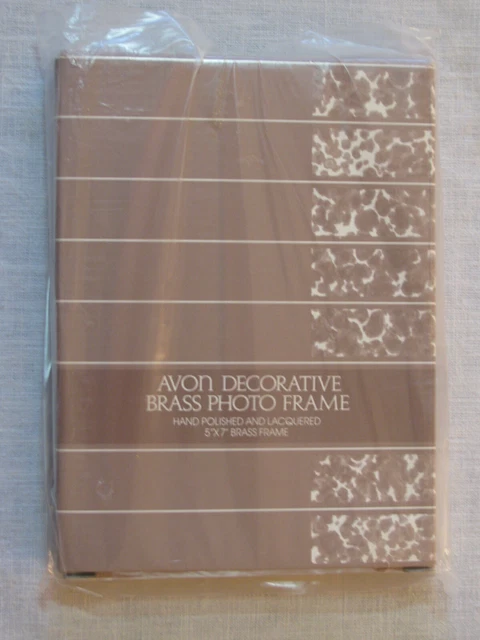 AVON DECORATIVE
BRASS PHOTO FRAME
HAND POLISHED AND LACQUERED
5"X7" BRASS FRAME